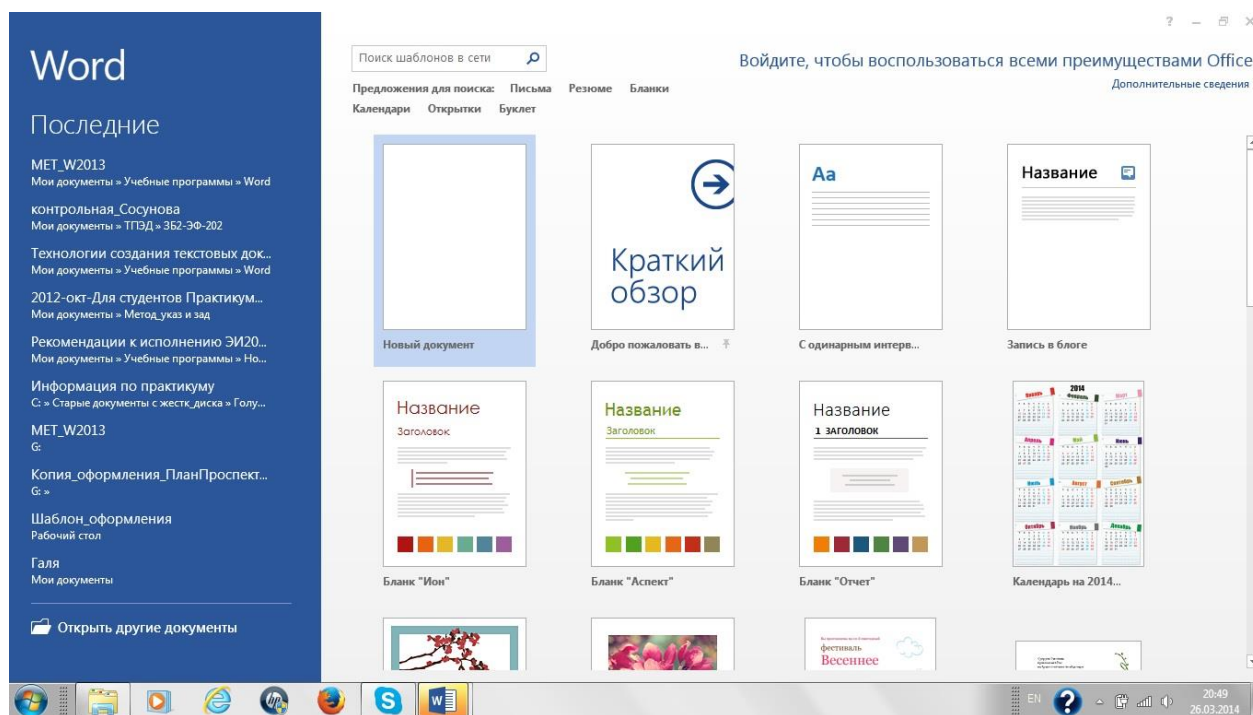 Word
Последние
MET_W2013
Мои документы » Учебные программы » Word
контрольная_Сосунова
Мои документы » ТПЭД » ЗБ2-ЭФ-202
Технологии создания текстовых док...
Мои документы » Учебные программы » Word
2012-окт-Для студентов Практикум...
Мои документы » Метод_указ и зад
Рекомендации к исполнению ЭИ20...
Мои документы » Учебные программы » Но...
Информация по практикуму
C: » Старые документы с жестк_диска » Голу...
MET_W2013
G:
Копия_оформления_ПланПроспект...
G: »
Шаблон_оформления
Рабочий стол
Галя
Мои документы
Открыть другие документы
?
Поиск шаблонов в сети
Войдите, чтобы воспользоваться всеми преимуществами Office
Дополнительные сведения
Предложения для поиска: Письма Резюме Бланки
Календари Открытки Буклет
Краткий
обзор
Aa
Название
Новый документ
Добро пожаловать в...
С одинарным интерв...
Запись в блоге
Название
Заголовок
Название
Заголовок
Название
1 ЗАГОЛОВОК
2014
Бланк "Ион"
Бланк "Аспект"
Бланк "Отчет"
Календарь на 2014...
фестиваль
Весеннее
EN
20:49
26.03.2014